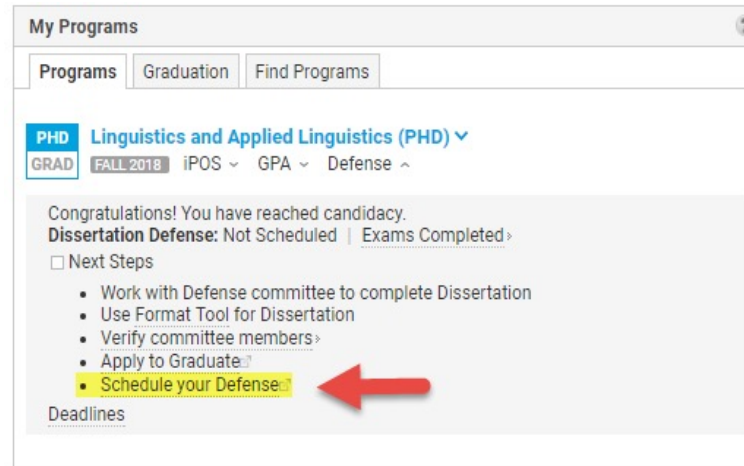 My Programs
Programs Graduation Find Programs
PHD Linguistics and Applied Linguistics (PHD)
GRAD FALL 2018 iPOS GPA Defense
Congratulations! You have reached candidacy.
Dissertation Defense: Not Scheduled | Exams Completed
Next Steps
• Work with Defense committee to complete Dissertation
• Use Format Tool for Dissertation
• Verify committee members
• Apply to Graduate
• Schedule your Defense
Deadlines